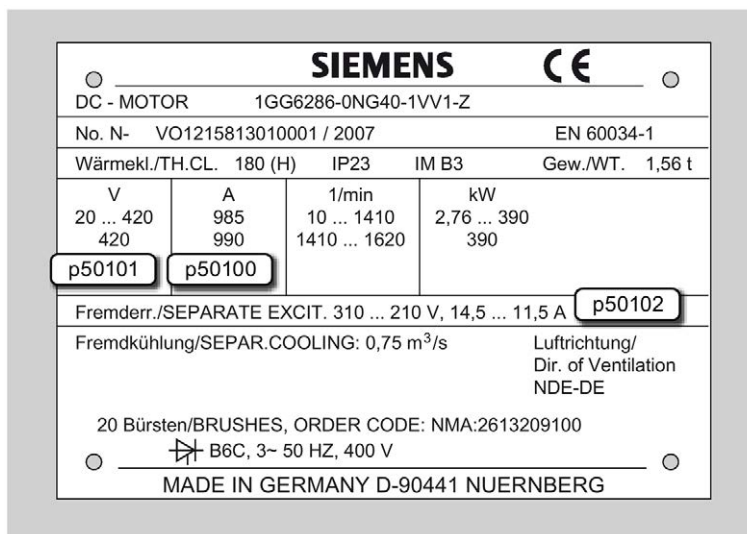 SIEMENS CE
DC - MOTOR 1GG6286-0NG40-1VV1-Z
No. N- VO1215813010001 / 2007 EN 60034-1
Wärmekl./TH.CL. 180 (H) IP23 IM B3 Gew./WT. 1,56 t
V A 1/min kW
20 ... 420 985 10 ... 1410 2,76 ... 390
420 990 1410 ... 1620 390
p50101 p50100
Fremderr./SEPARATE EXCIT. 310 ... 210 V, 14,5 ... 11,5 A p50102
Fremdkühlung/SEPAR.COOLING: 0,75 m³/s Luftrichtung/
Dir. of Ventilation
NDE-DE
20 Bürsten/BRUSHES, ORDER CODE: NMA:2613209100
B6C, 3~ 50 HZ, 400 V
MADE IN GERMANY D-90441 NUERNBERG